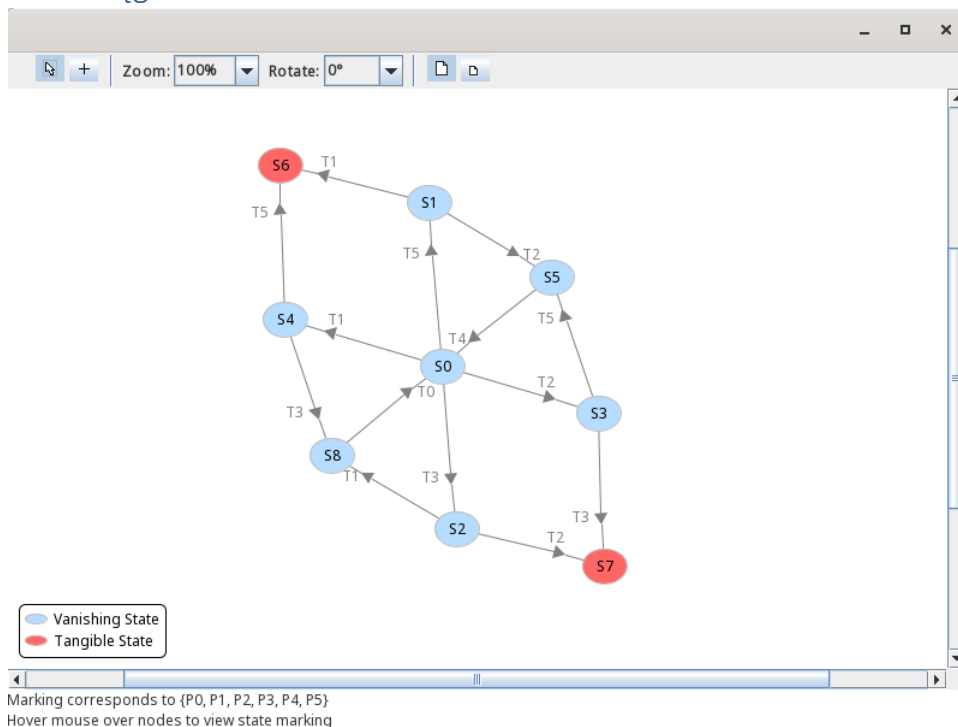 Zoom: 100% Rotate: 0°
S6
T1
S1
T5
T5
T2
S5
T5
S4
T1
T4
S0
T2
T0
S3
T3
S8
T1
T3
T3
S2
T2
S7
Vanishing State
Tangible State
Marking corresponds to {P0, P1, P2, P3, P4, P5}
Hover mouse over nodes to view state marking